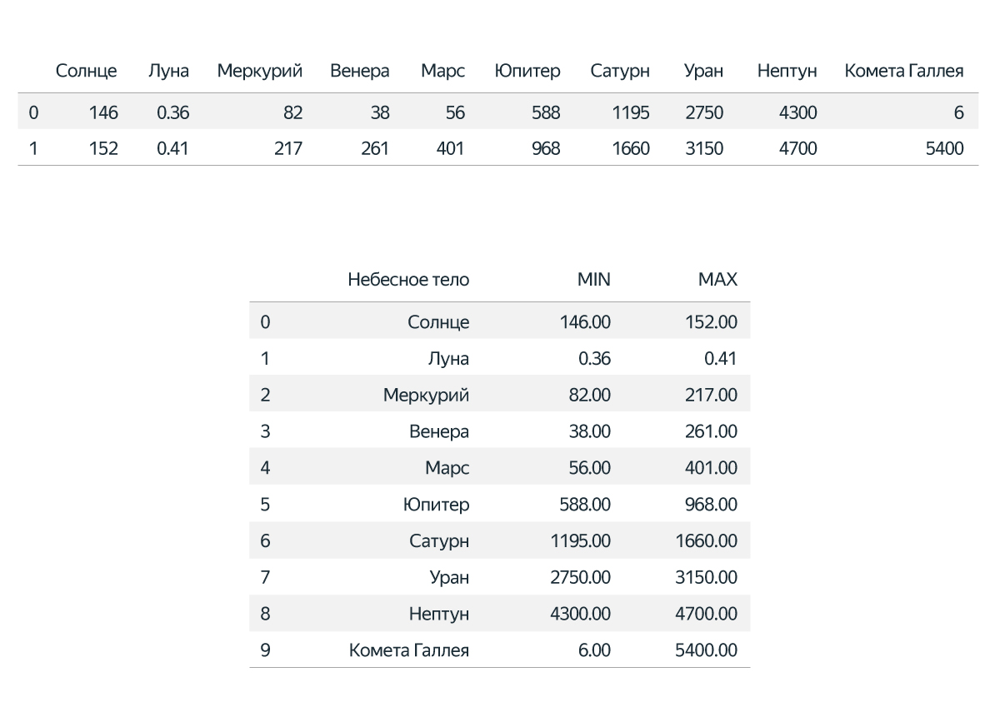 Солнце Луна Меркурий Венера Марс Юпитер Сатурн Уран Нептун Комета Галлея
0 146 0.36 82 38 56 588 1195 2750 4300 6
1 152 0.41 217 261 401 968 1660 3150 4700 5400
Небесное тело MIN MAX
0 Солнце 146.00 152.00
1 Луна 0.36 0.41
2 Меркурий 82.00 217.00
3 Венера 38.00 261.00
4 Марс 56.00 401.00
5 Юпитер 588.00 968.00
6 Сатурн 1195.00 1660.00
7 Уран 2750.00 3150.00
8 Нептун 4300.00 4700.00
9 Комета Галлея 6.00 5400.00